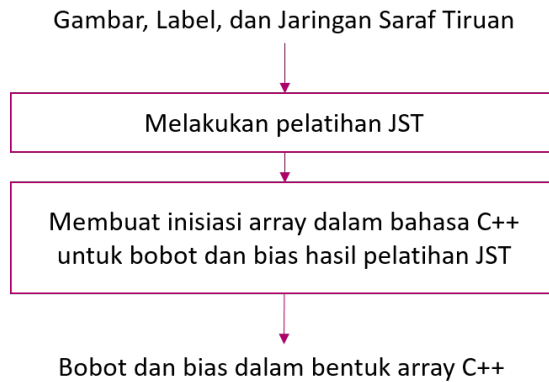 Gambar, Label, dan Jaringan Saraf Tiruan
Melakukan pelatihan JST
Membuat inisiasi array dalam bahasa C++
untuk bobot dan bias hasil pelatihan JST
Bobot dan bias dalam bentuk array C++